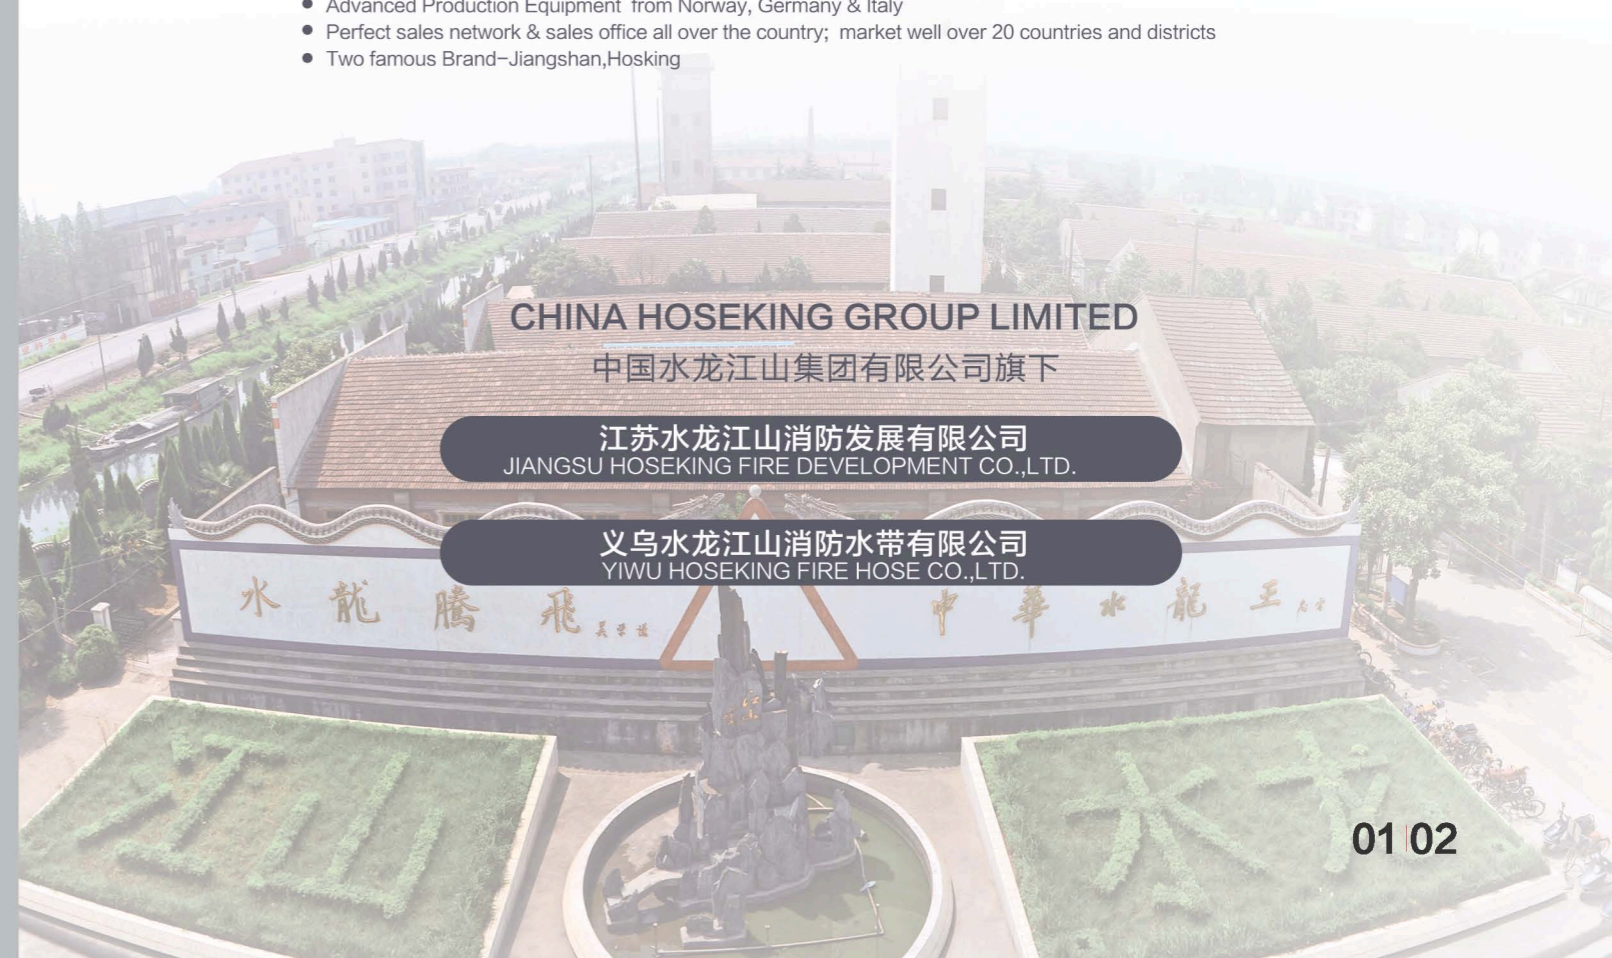 Advanced Production Equipment from Norway, Germany & Italy
Perfect sales network & sales office all over the country; market well over 20 countries and districts
Two famous Brand-Jiangshan,Hosking
CHINA HOSEKING GROUP LIMITED
中国水龙江山集团有限公司旗下
江苏水龙江山消防发展有限公司
JIANGSU HOSEKING FIRE DEVELOPMENT CO.,LTD.
义乌水龙江山消防水带有限公司
YIWU HOSEKING FIRE HOSE CO.,LTD.
水龍騰飛 中華水龍王
江山 水龙
01 02